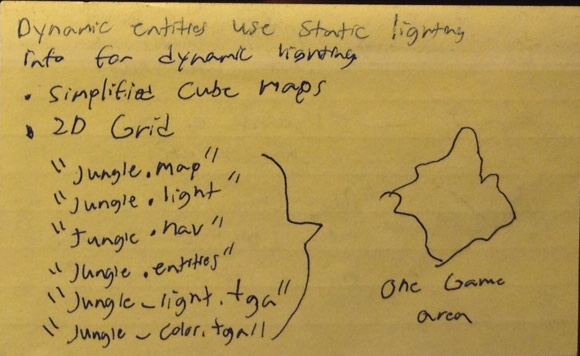 Dynamic entities use Static lighting
info for dynamic lighting
• Simplified Cube maps
• 2D Grid
"Jungle.map"
"Jungle.light"
"Jungle.nav"
"Jungle.entities"
"Jungle_light.tga"
"Jungle_color.tga"
One Game
area